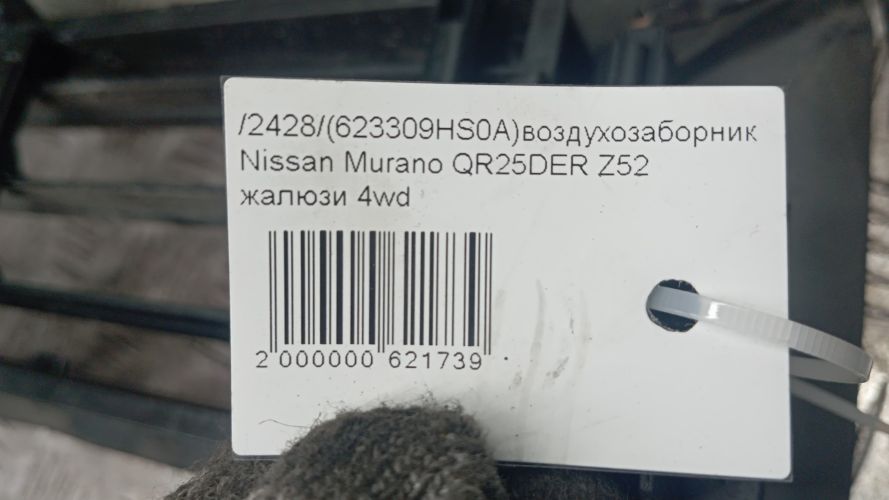 /2428/(623309HS0A)воздухозаборник
Nissan Murano QR25DER Z52
жалюзи 4wd
2 000000 621739